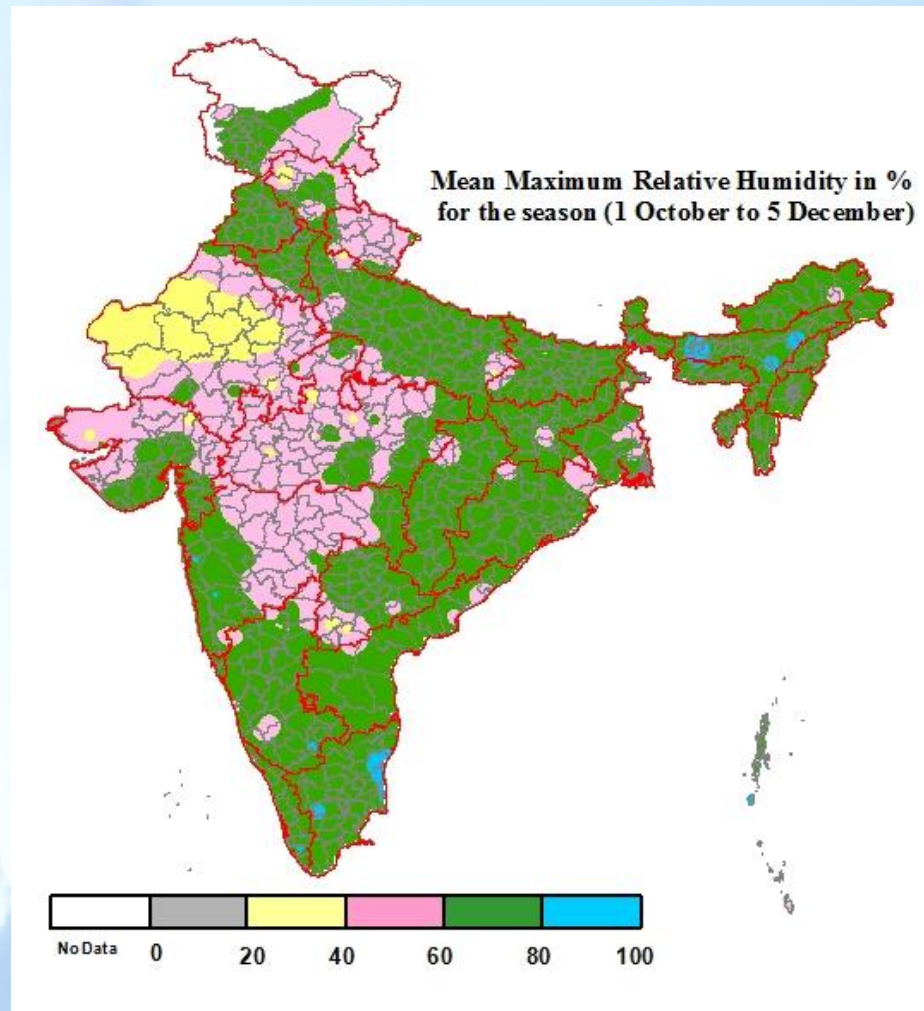 Mean Maximum Relative Humidity in %
for the season (1 October to 5 December)
No Data 0 20 40 60 80 100